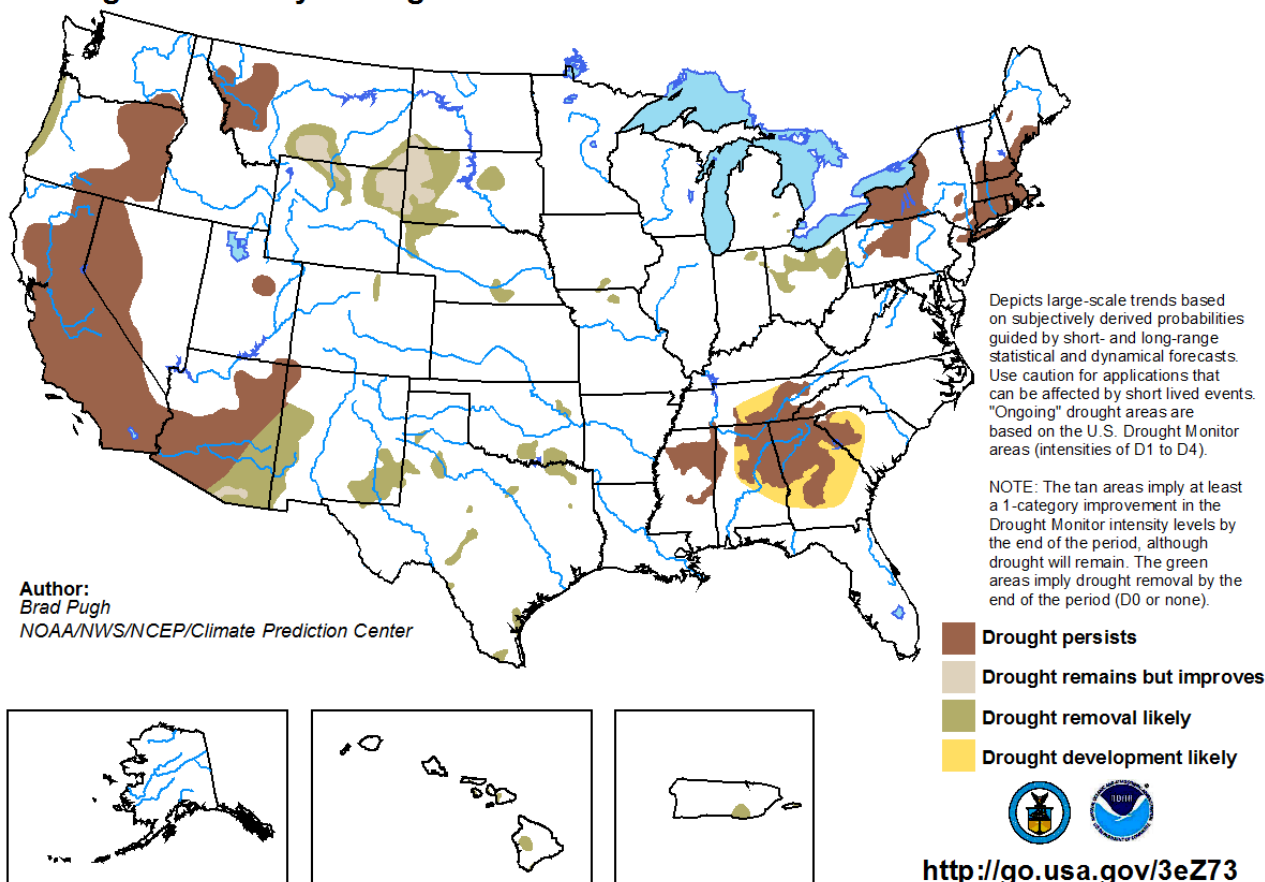 Depicts large-scale trends based
on subjectively derived probabilities
guided by short- and long-range
statistical and dynamical forecasts.
Use caution for applications that
can be affected by short lived events.
"Ongoing" drought areas are
based on the U.S. Drought Monitor
areas (intensities of D1 to D4).
NOTE: The tan areas imply at least
a 1-category improvement in the
Drought Monitor intensity levels by
the end of the period, although
drought will remain. The green
areas imply drought removal by the
end of the period (D0 or none).
Author:
Brad Pugh
NOAA/NWS/NCEP/Climate Prediction Center
Drought persists
Drought remains but improves
Drought removal likely
Drought development likely
http://go.usa.gov/3eZ73